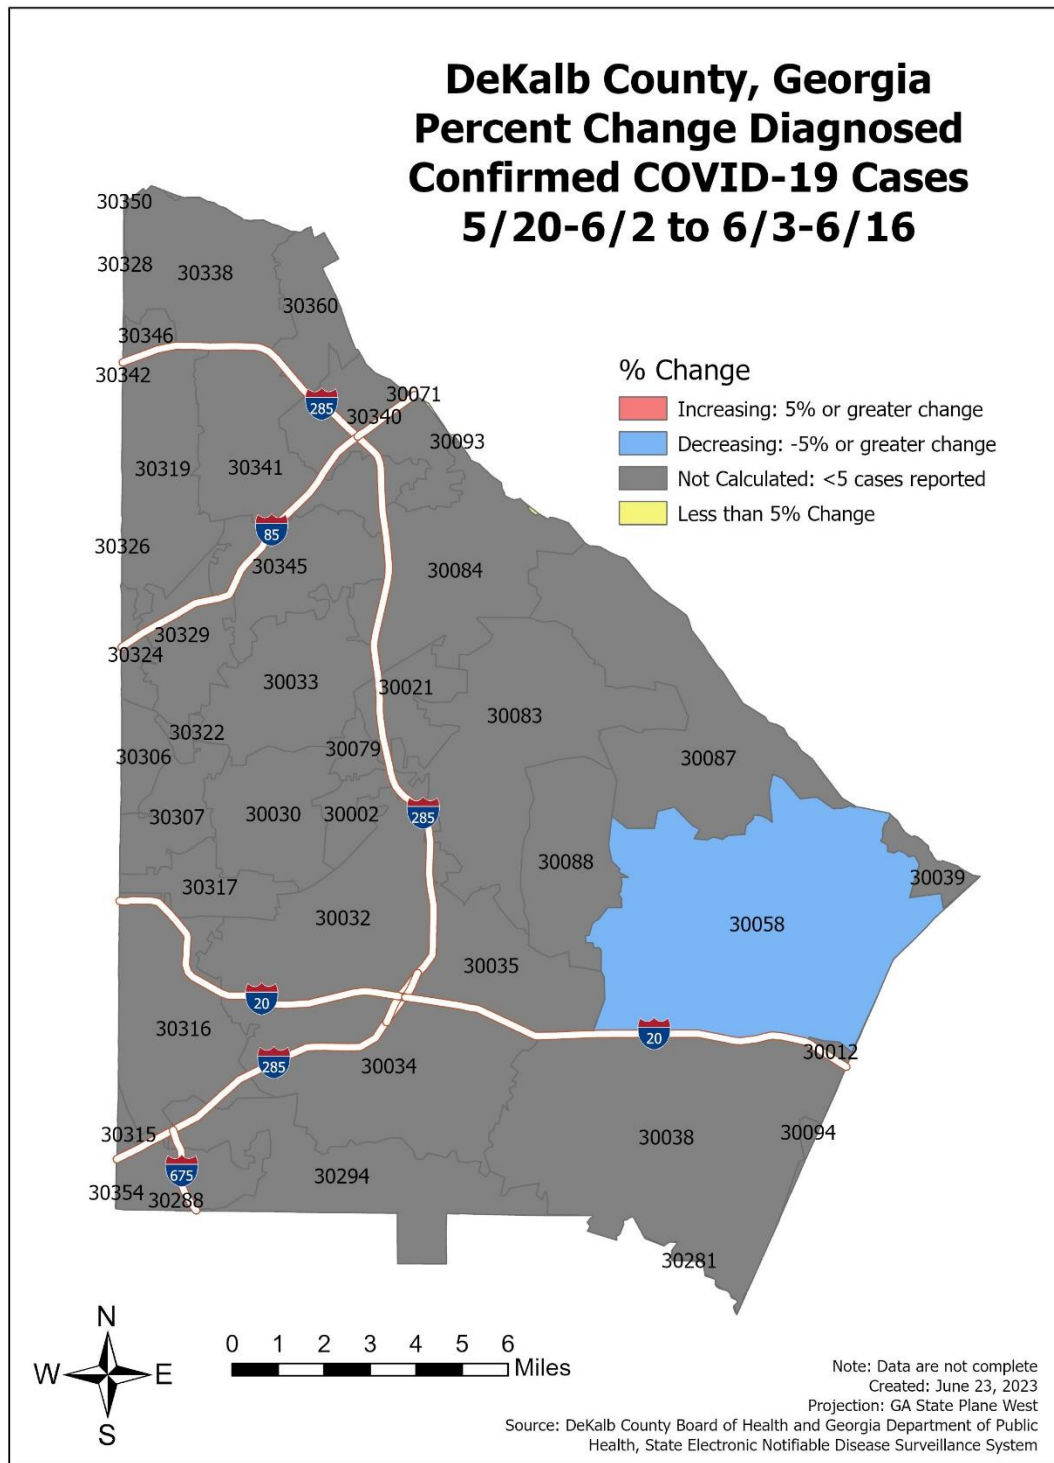 DeKalb County, Georgia
Percent Change Diagnosed
Confirmed COVID-19 Cases
5/20-6/2 to 6/3-6/16
30350
30328
30338
30360
30346
30342
% Change
Increasing: 5% or greater change
Decreasing: -5% or greater change
Not Calculated: <5 cases reported
Less than 5% Change
285
30071
30340
30093
30319
30341
85
30326
30345
30084
30329
30324
30033
30021
30083
30322
30079
30306
30087
30307
30030
30002
285
30088
30039
30317
30032
30058
30035
20
30316
20
285
30034
30012
30315
30038
30094
675
30354
30288
30294
30281
N
W
E
S
0 1 2 3 4 5 6
Miles
Note: Data are not complete
Created: June 23, 2023
Projection: GA State Plane West
Source: DeKalb County Board of Health and Georgia Department of Public
Health, State Electronic Notifiable Disease Surveillance System